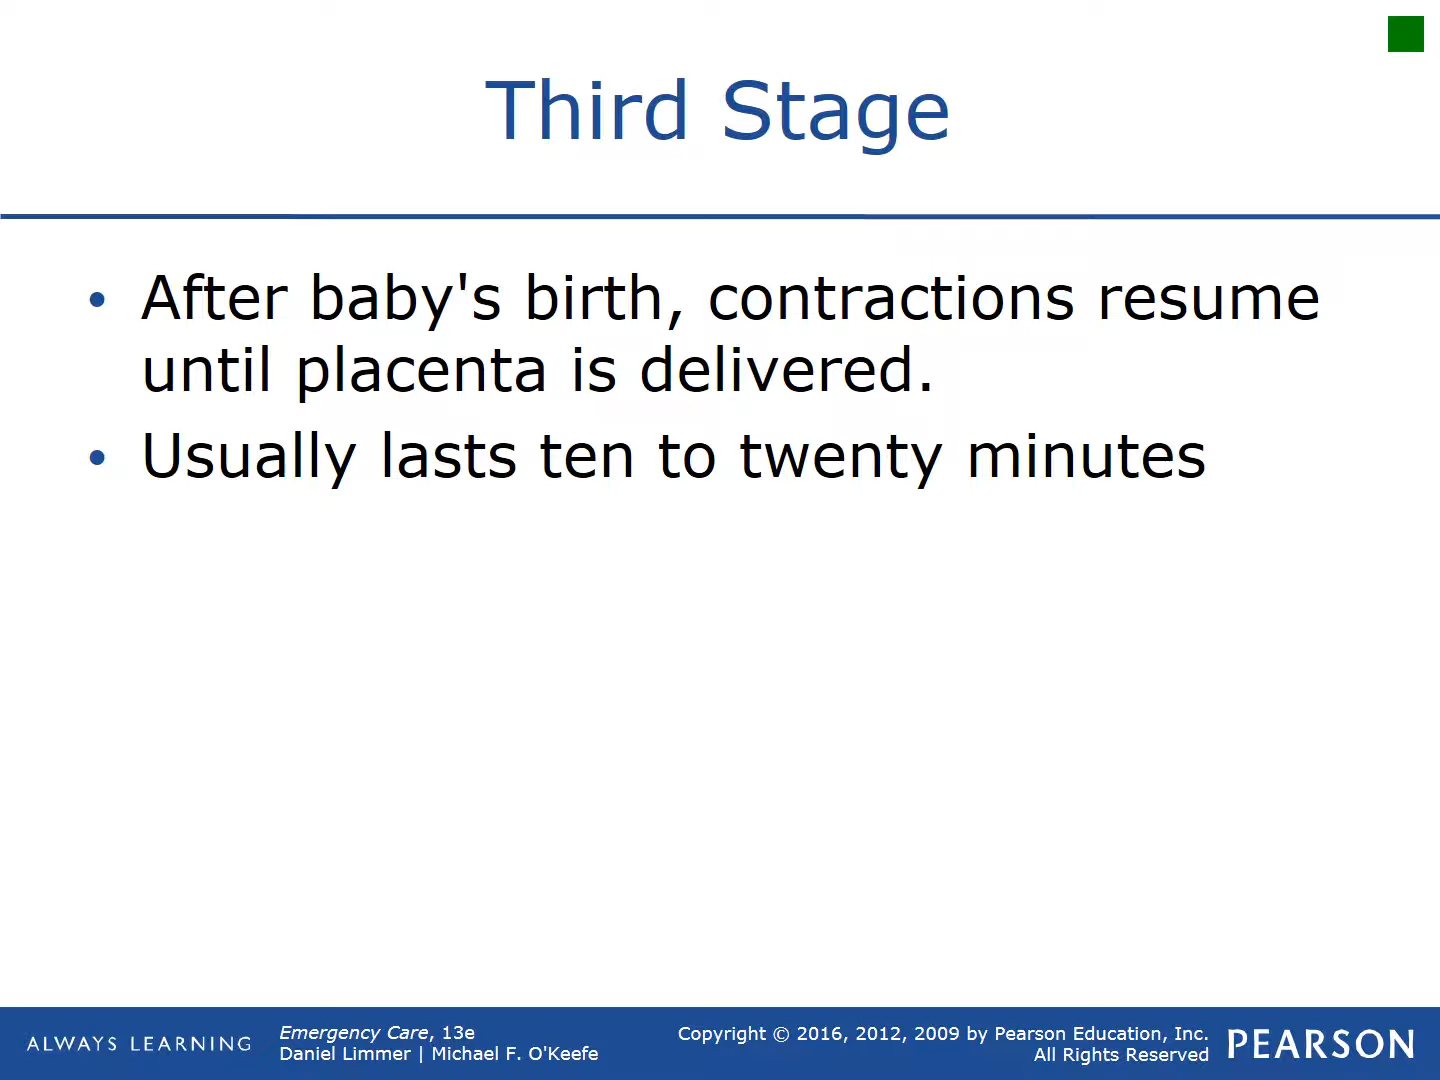 Third Stage
• After baby's birth, contractions resume
until placenta is delivered.
• Usually lasts ten to twenty minutes
ALWAYS LEARNING
Emergency Care, 13e
Daniel Limmer | Michael F. O'Keefe
Copyright © 2016, 2012, 2009 by Pearson Education, Inc.
All Rights Reserved
PEARSON